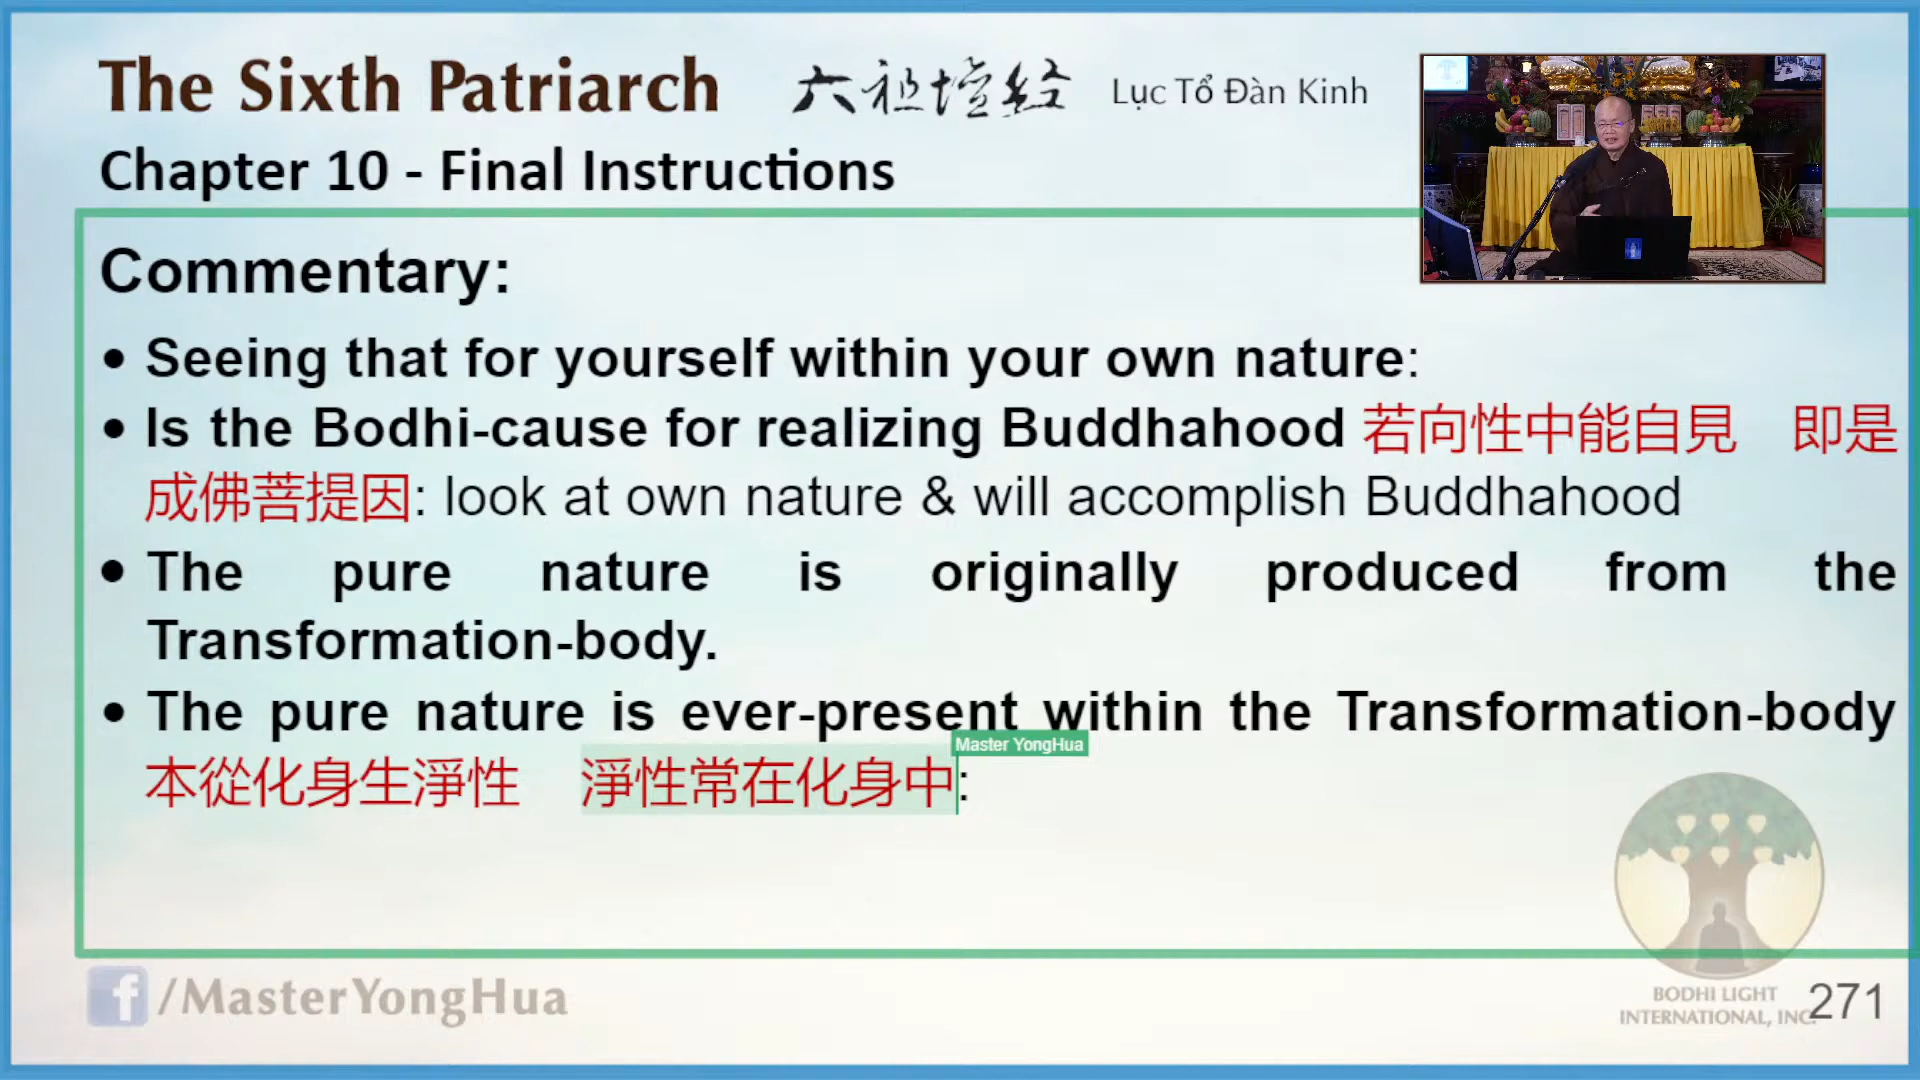 The Sixth Patriarch 六祖壇経 Lục Tổ Đàn Kinh
Chapter 10 - Final Instructions
Commentary:
• Seeing that for yourself within your own nature:
• Is the Bodhi-cause for realizing Buddhahood 若向性中能自見　即是
成佛菩提因: look at own nature & will accomplish Buddhahood
• The pure nature is originally produced from the
Transformation-body.
• The pure nature is ever-present within the Transformation-body
Master YongHua
本從化身生淨性　淨性常在化身中:
f/MasterYongHua
BODHI LIGHT
INTERNATIONAL, INC.
271